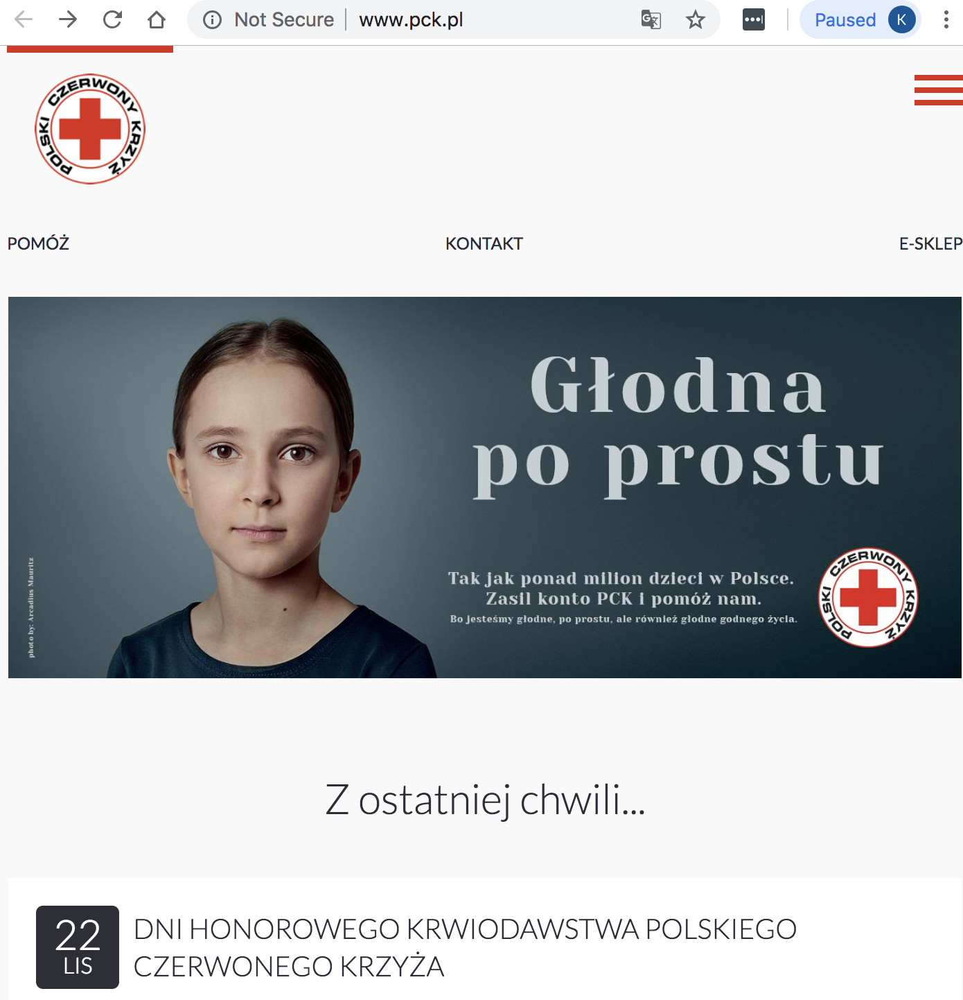 Not Secure | www.pck.pl
Paused K
POLSKI CZERWONY KRZYŻ
POMÓŻ
KONTAKT
E-SKLEP
Głodna
po prostu
Tak jak ponad milion dzieci w Polsce.
Zasil konto PCK i pomóż nam.
Bo jesteśmy głodne, po prostu, ale również głodne godnego życia.
POLSKI CZERWONY KRZYŻ
photo by: Arcadius Mauritz
Z ostatniej chwili...
22
LIS
DNI HONOROWEGO KRWIODAWSTWA POLSKIEGO
CZERWONEGO KRZYŻA